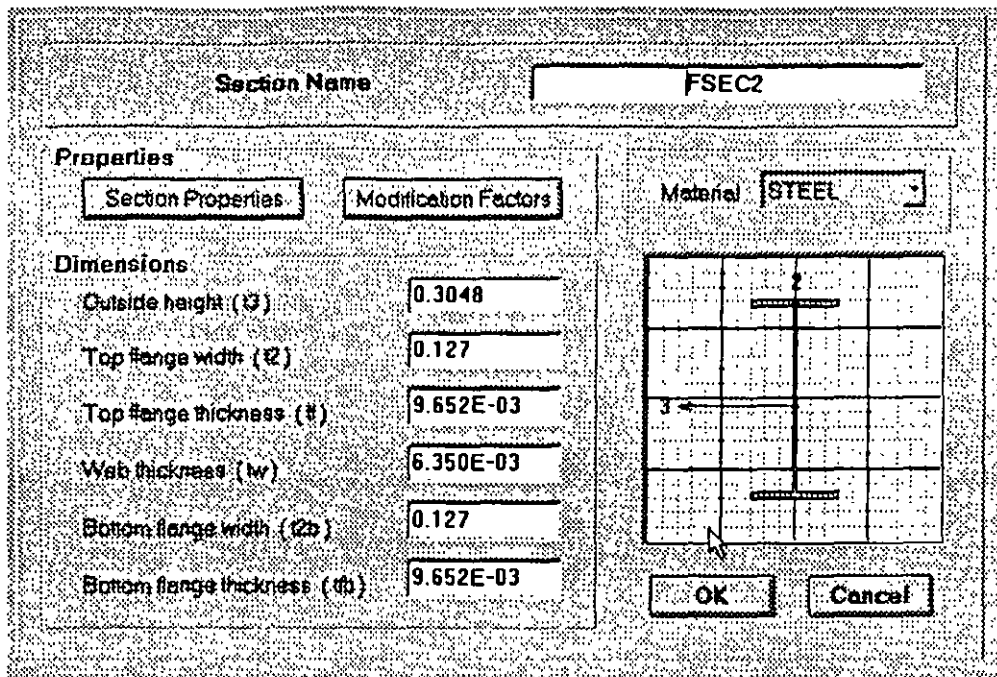 Section Name FSEC2
Properties
Section Properties Modification Factors Material STEEL
Dimensions
Outside height (t3) 0.3048
Top flange width (t2) 0.127
Top flange thickness (tf) 9.652E-03
Web thickness (tw) 6.350E-03
Bottom flange width (t2b) 0.127
Bottom flange thickness (tfb) 9.652E-03
2
3
OK Cancel